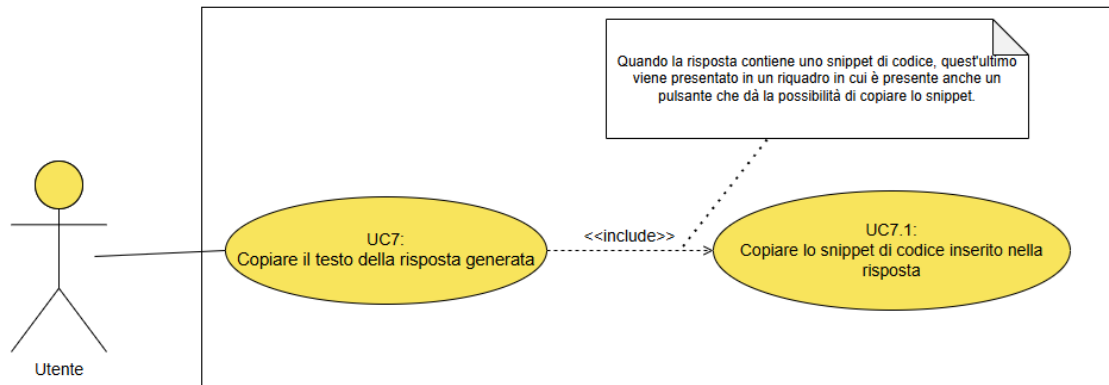 Quando la risposta contiene uno snippet di codice, quest'ultimo
viene presentato in un riquadro in cui è presente anche un
pulsante che dà la possibilità di copiare lo snippet.
UC7:
Copiare il testo della risposta generata
<<include>>
UC7.1:
Copiare lo snippet di codice inserito nella
risposta
Utente